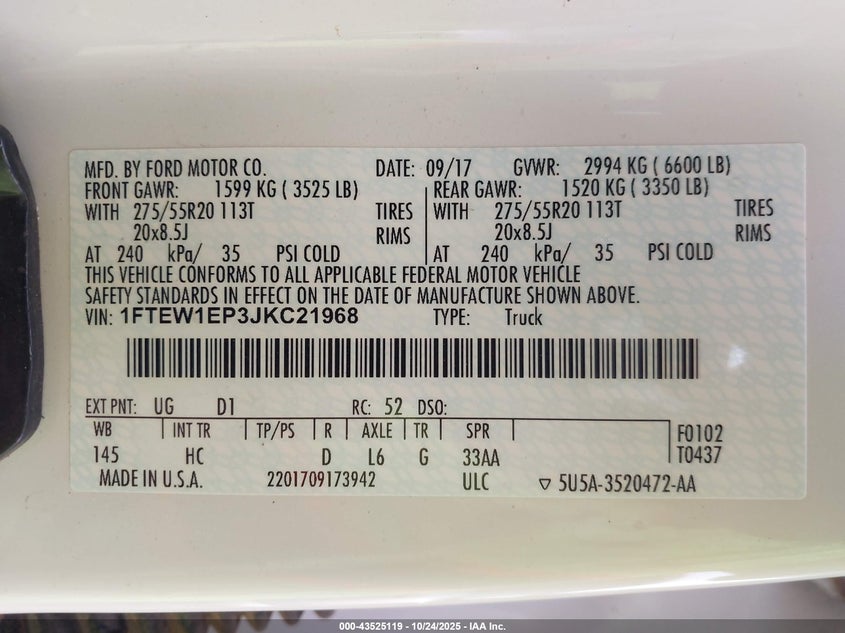 MFD. BY FORD MOTOR CO. DATE: 09/17 GVWR: 2994 KG ( 6600 LB)
FRONT GAWR: 1599 KG ( 3525 LB) REAR GAWR: 1520 KG ( 3350 LB)
WITH 275/55R20 113T TIRES WITH 275/55R20 113T TIRES
20x8.5J RIMS 20x8.5J RIMS
AT 240 kPa/ 35 PSI COLD AT 240 kPa/ 35 PSI COLD
THIS VEHICLE CONFORMS TO ALL APPLICABLE FEDERAL MOTOR VEHICLE
SAFETY STANDARDS IN EFFECT ON THE DATE OF MANUFACTURE SHOWN ABOVE.
VIN: 1FTEW1EP3JKC21968 TYPE: Truck
EXT PNT: UG D1 RC: 52 DSO:
WB INT TR TP/PS R AXLE TR SPR F0102
145 HC D L6 G 33AA T0437
MADE IN U.S.A. 2201709173942 ULC ▽ 5U5A-3520472-AA
000-43525119 - 10/24/2025 - IAA Inc.